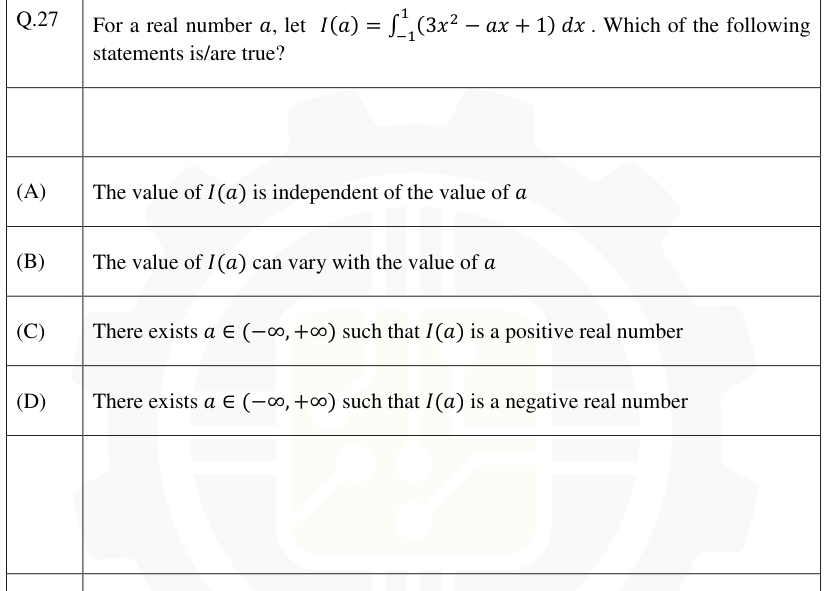 Q.27 For a real number a, let I(a) = ∫₋₁¹(3x² − ax + 1) dx . Which of the following
statements is/are true?
(A) The value of I(a) is independent of the value of a
(B) The value of I(a) can vary with the value of a
(C) There exists a ∈ (−∞, +∞) such that I(a) is a positive real number
(D) There exists a ∈ (−∞, +∞) such that I(a) is a negative real number